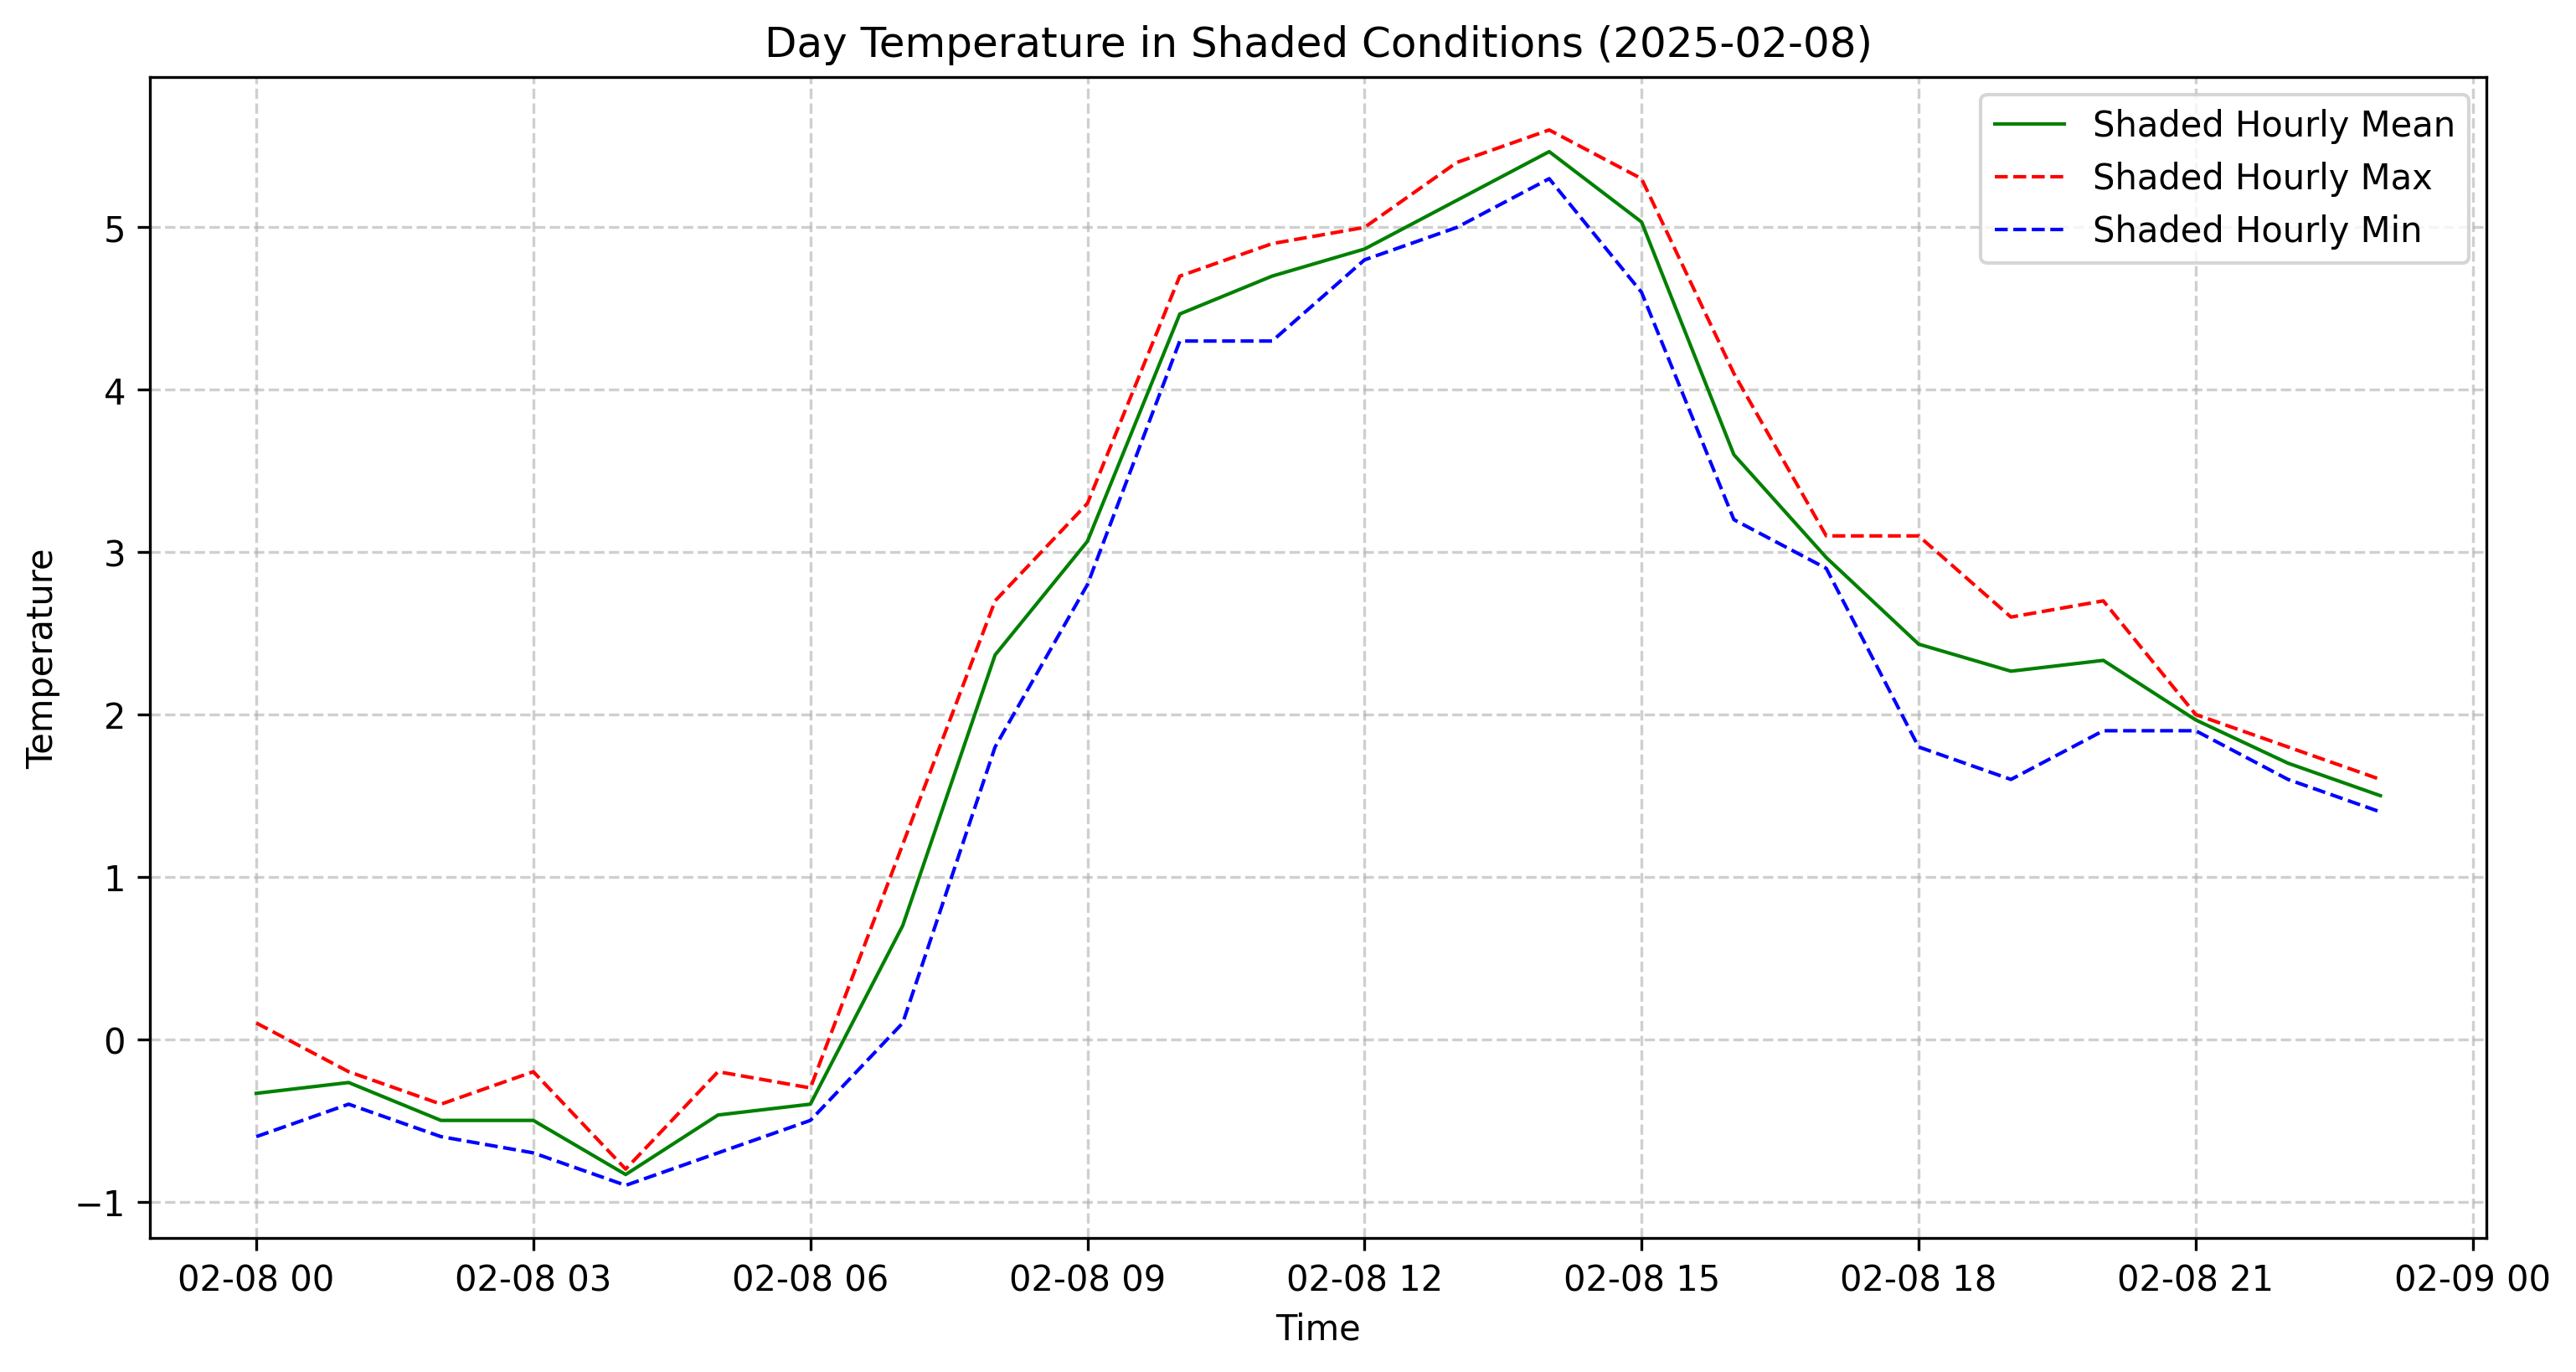 Day Temperature in Shaded Conditions (2025-02-08)
Shaded Hourly Mean
Shaded Hourly Max
Shaded Hourly Min
Temperature
5
4
3
2
1
0
−1
02-08 00 02-08 03 02-08 06 02-08 09 02-08 12 02-08 15 02-08 18 02-08 21 02-09 00
Time